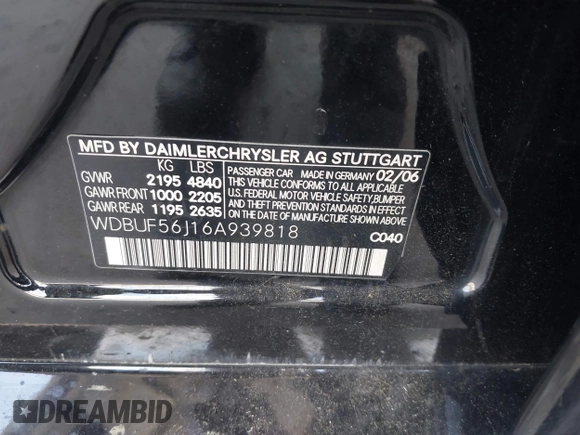 MFD BY DAIMLERCHRYSLER AG STUTTGART
KG LBS
GVWR 2195 4840
GAWR FRONT 1000 2205
GAWR REAR 1195 2635
PASSENGER CAR MADE IN GERMANY 02/06
THIS VEHICLE CONFORMS TO ALL APPLICABLE
U.S. FEDERAL MOTOR VEHICLE SAFETY, BUMPER
AND THEFT PREVENTION STANDARDS IN EFFECT
ON THE DATE OF MANUFACTURE SHOWN ABOVE
WDBUF56J16A939818
C040
DREAMBID